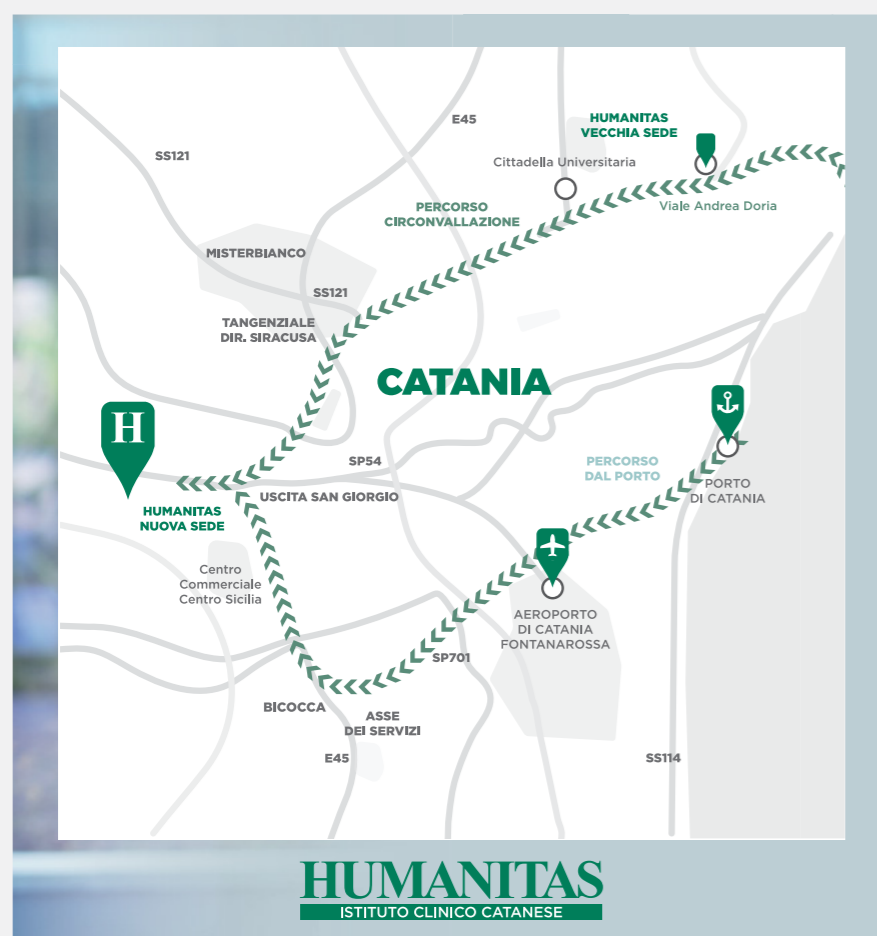 E45
HUMANITAS
VECCHIA SEDE
SS121
Cittadella Universitaria
PERCORSO
CIRCONVALLAZIONE
Viale Andrea Doria
MISTERBIANCO
SS121
TANGENZIALE
DIR. SIRACUSA
CATANIA
H
SP54
PERCORSO
DAL PORTO
PORTO
DI CATANIA
USCITA SAN GIORGIO
HUMANITAS
NUOVA SEDE
Centro
Commerciale
Centro Sicilia
AEROPORTO
DI CATANIA
FONTANAROSSA
SP701
BICOCCA
ASSE
DEI SERVIZI
E45
SS114
HUMANITAS
ISTITUTO CLINICO CATANESE